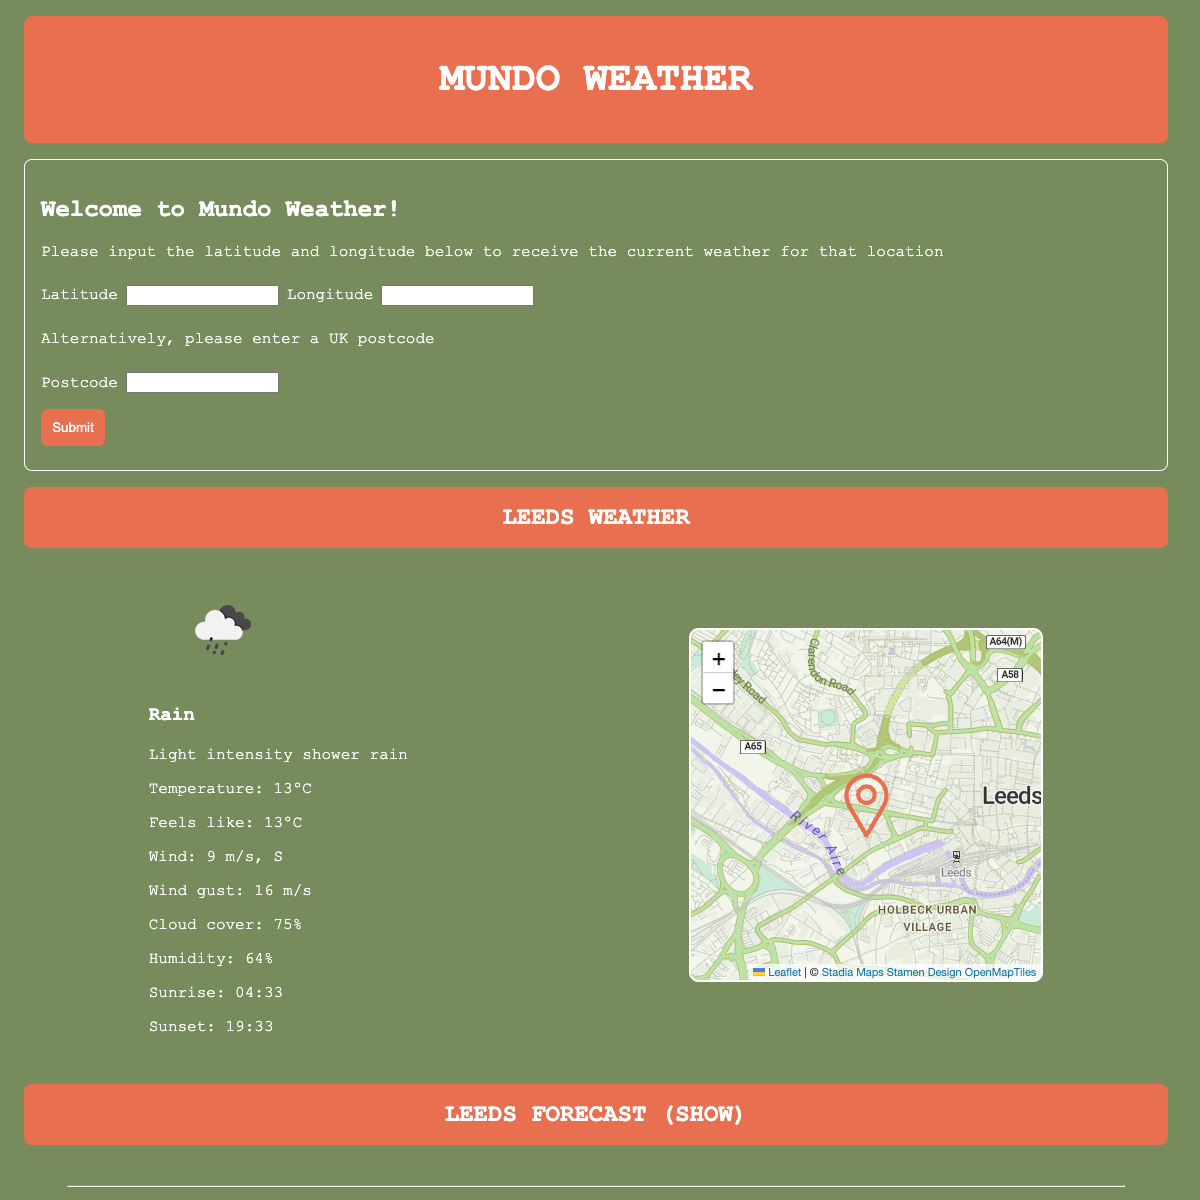 MUNDO WEATHER
Welcome to Mundo Weather!
Please input the latitude and longitude below to receive the current weather for that location
Latitude Longitude
Alternatively, please enter a UK postcode
Postcode
Submit
LEEDS WEATHER
Rain
Light intensity shower rain
Temperature: 13°C
Feels like: 13°C
Wind: 9 m/s, S
Wind gust: 16 m/s
Cloud cover: 75%
Humidity: 64%
Sunrise: 04:33
Sunset: 19:33
+
−
A64(M)
A58
Clarendon Road
ley Road
A65
Leeds
River Aire
Leeds
HOLBECK URBAN
VILLAGE
Leaflet | © Stadia Maps Stamen Design OpenMapTiles
LEEDS FORECAST (SHOW)